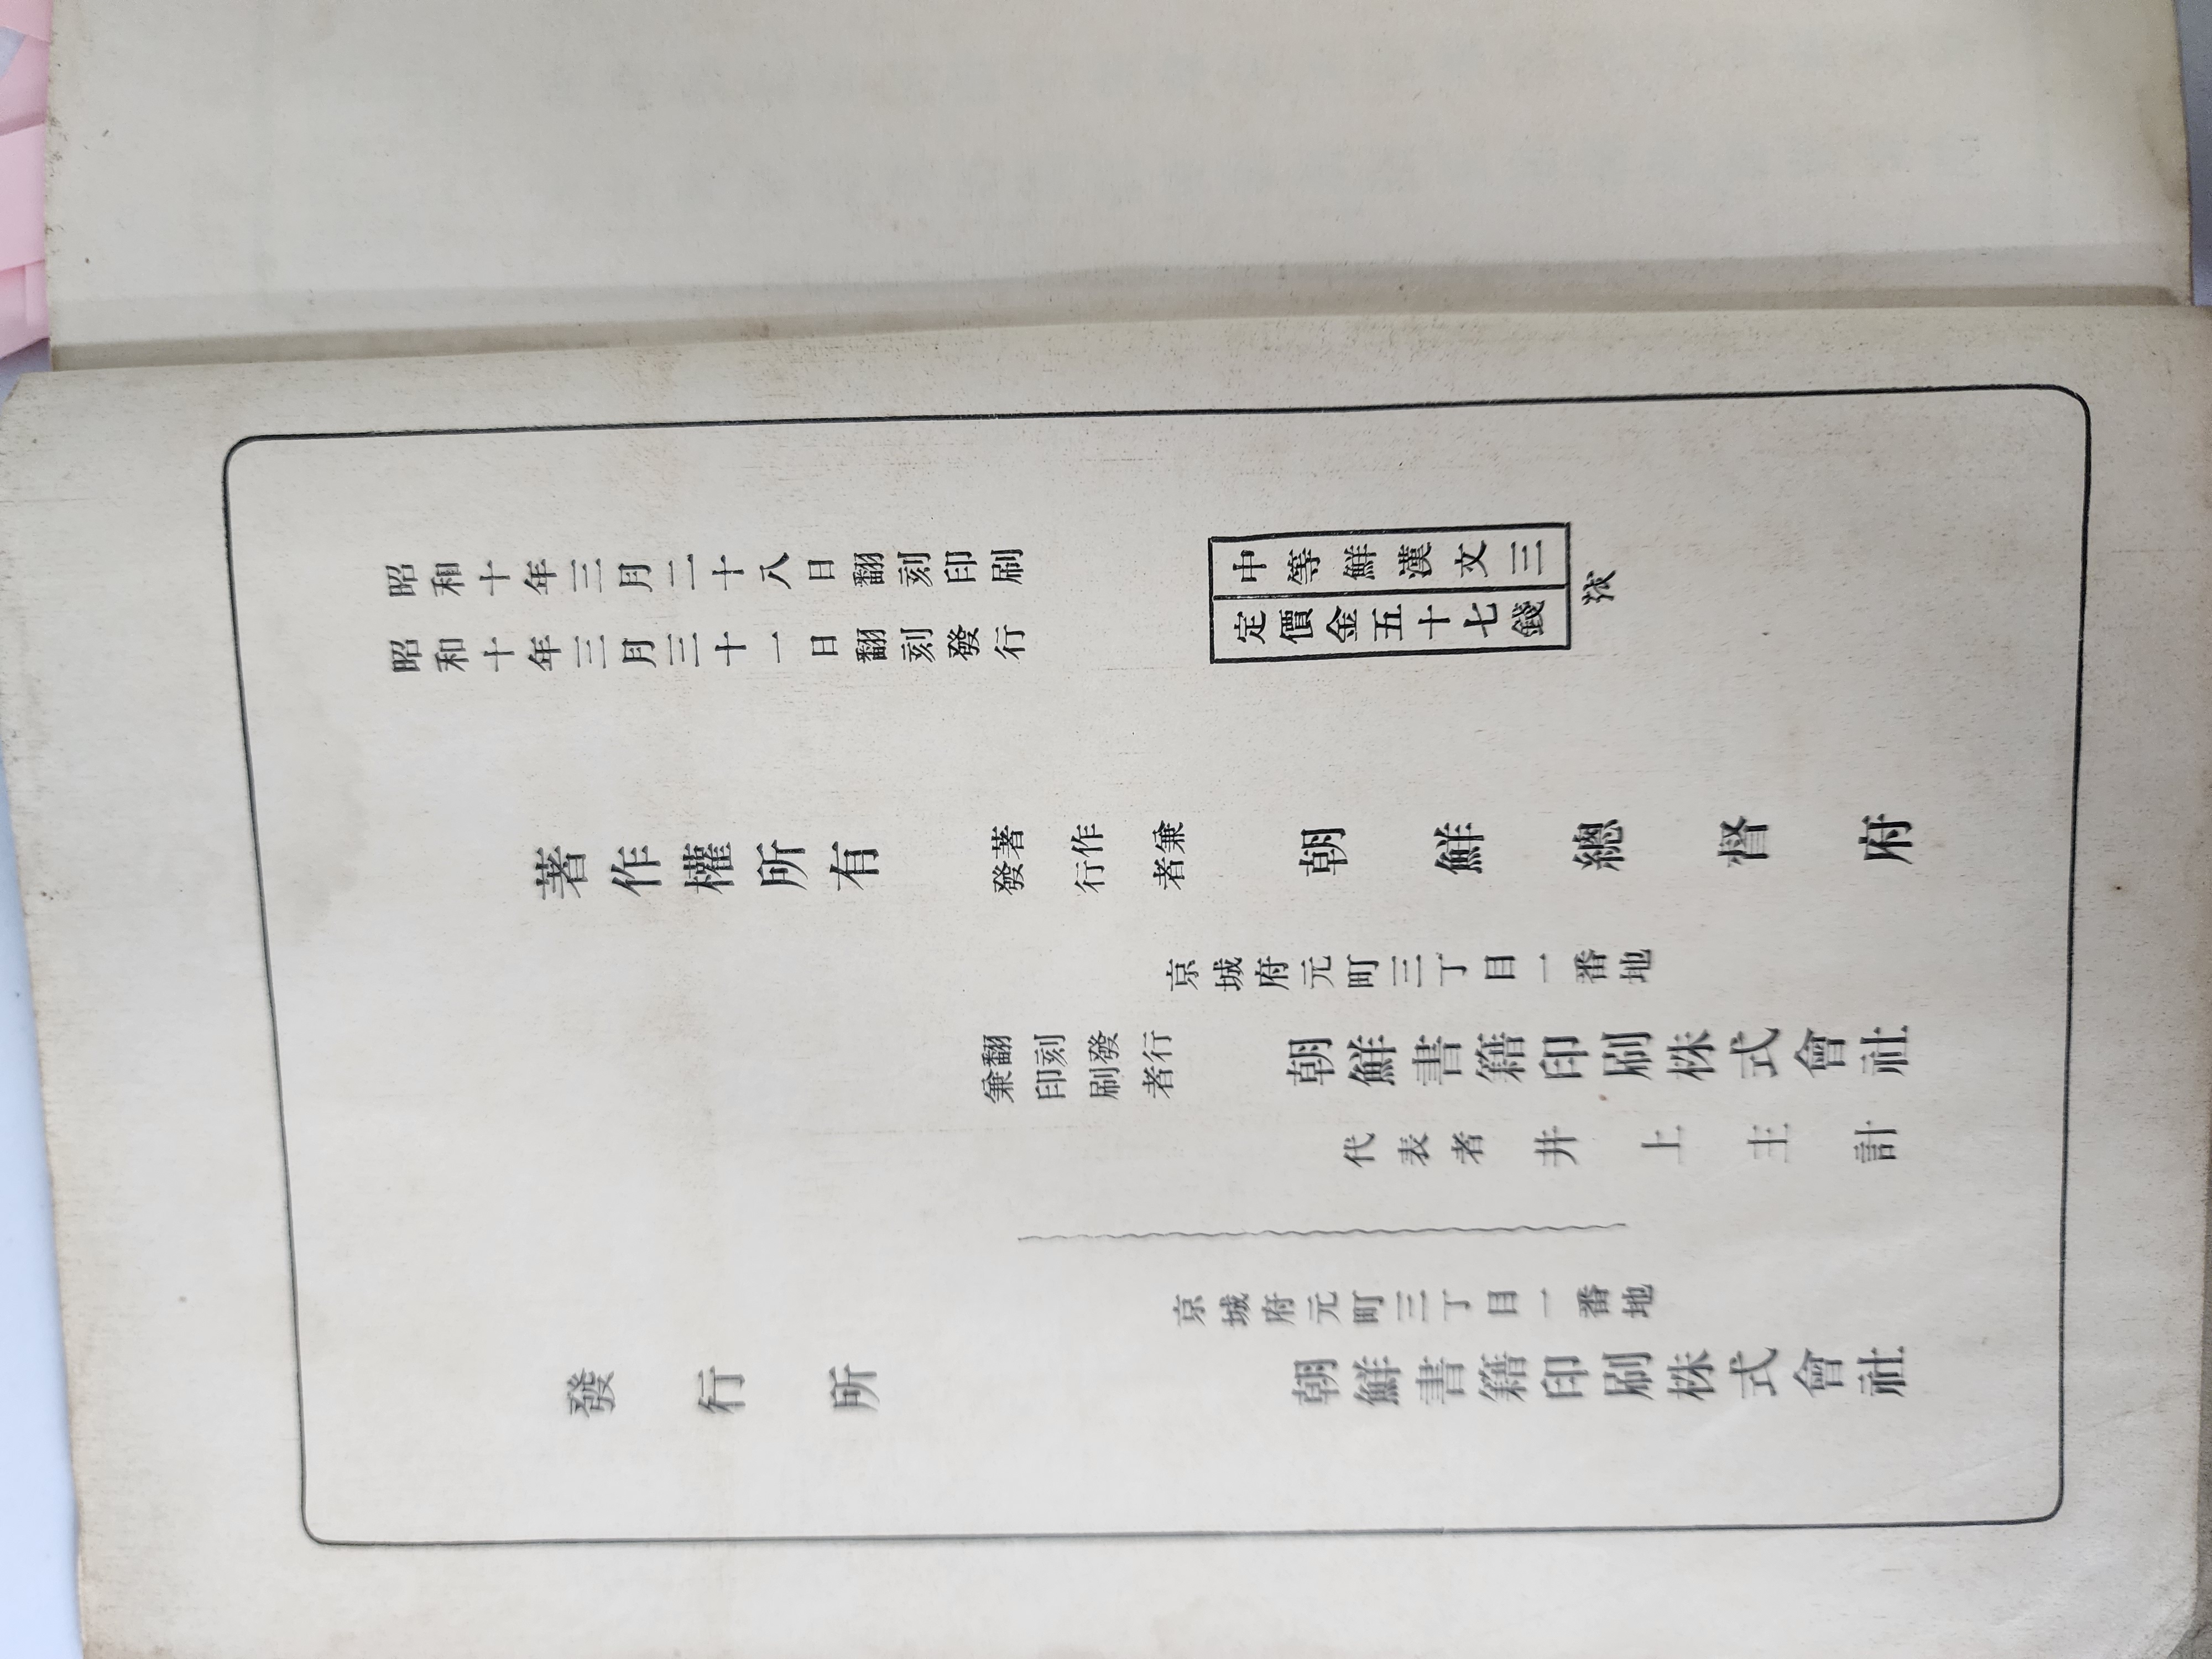 昭和十年三月二十八日翻刻印刷
昭和十年三月三十一日翻刻發行
中等鮮漢文三
定價金五十七錢
著作權所有
著作兼
發行者
朝鮮總督府
京城府元町三丁目一番地
翻刻發行
兼印刷者
朝鮮書籍印刷株式會社
代表者 井上主計
京城府元町三丁目一番地
發行所
朝鮮書籍印刷株式會社